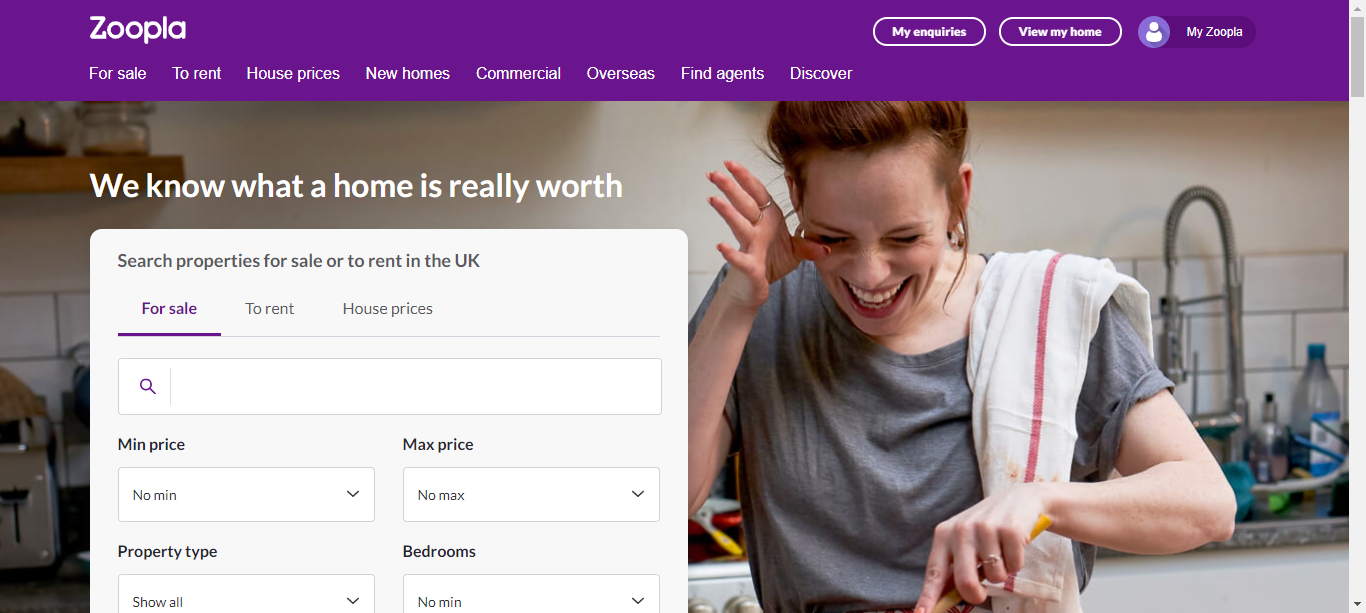 Zoopla
My enquiries
View my home
My Zoopla
For sale To rent House prices New homes Commercial Overseas Find agents Discover
We know what a home is really worth
Search properties for sale or to rent in the UK
For sale To rent House prices
Min price Max price
No min No max
Property type Bedrooms
Show all No min